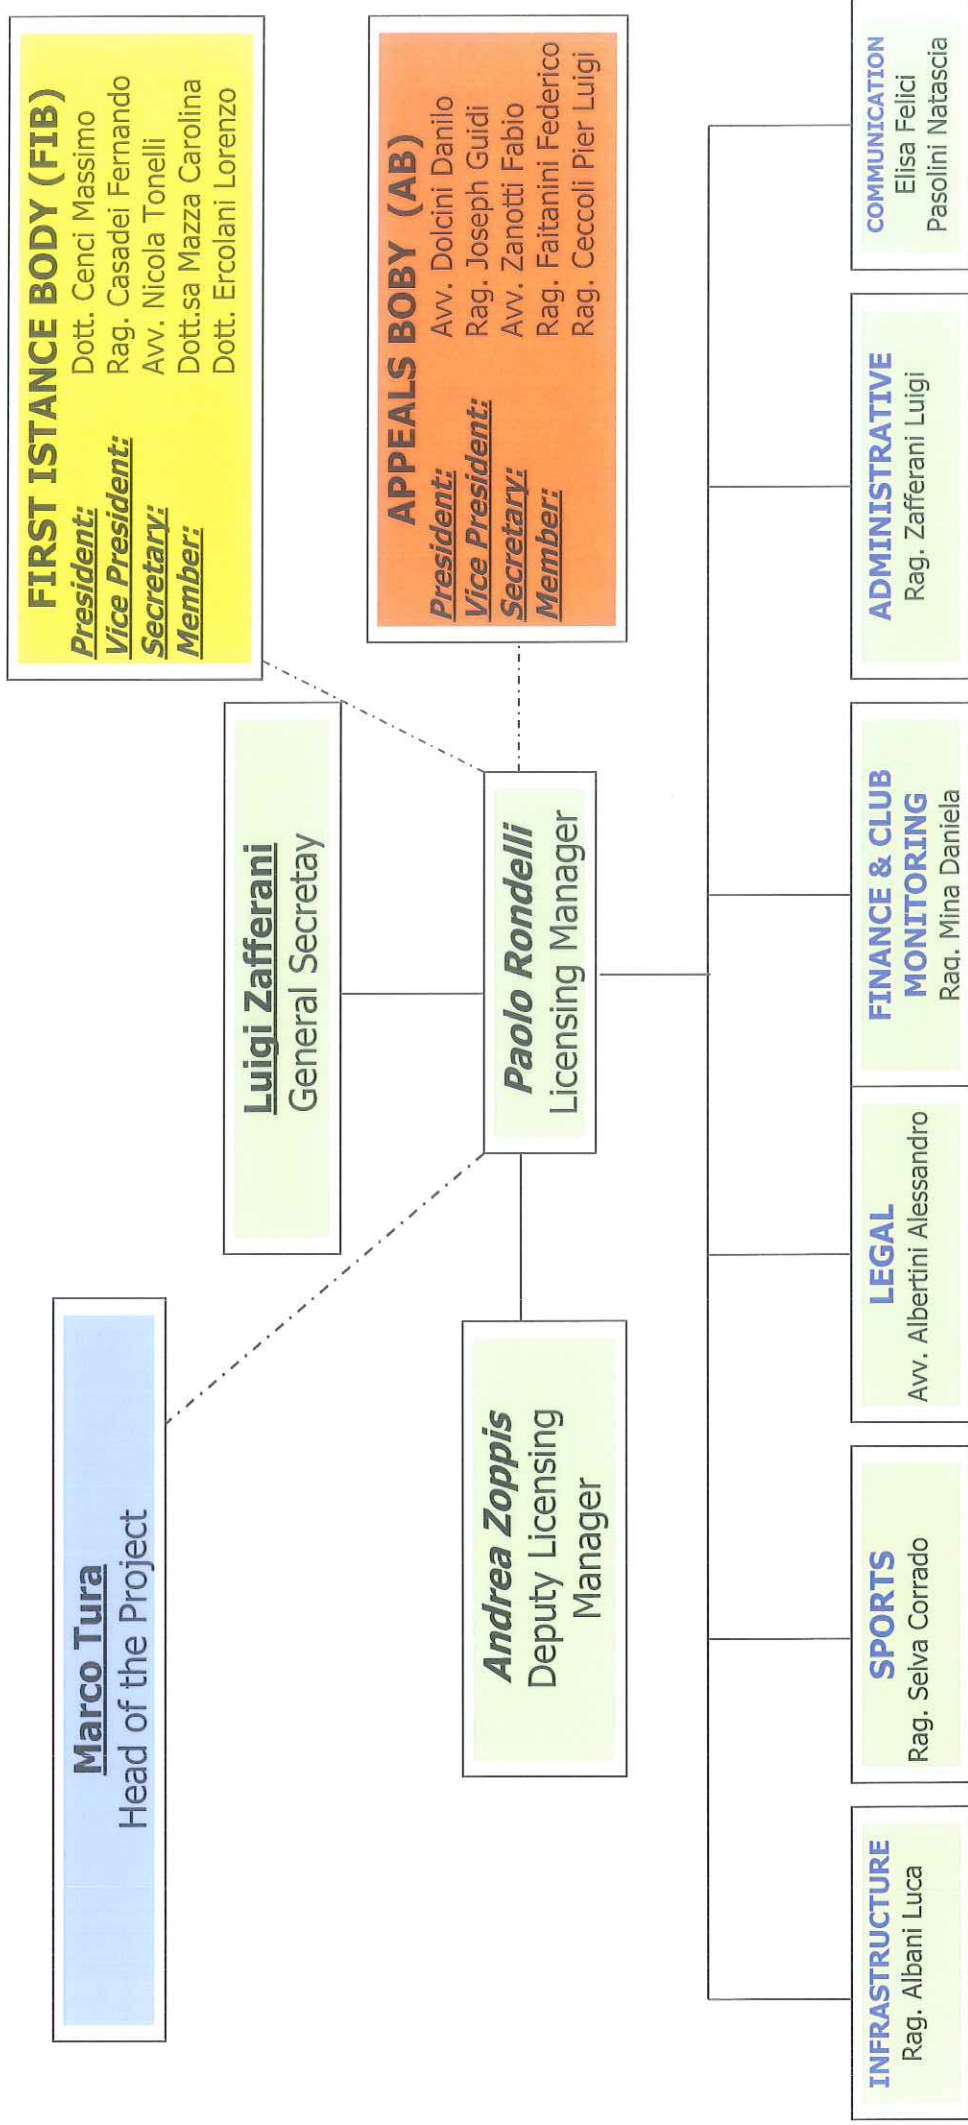 Marco Tura
Head of the Project
Luigi Zafferani
General Secretay
FIRST ISTANCE BODY (FIB)
President: Dott. Cenci Massimo
Vice President: Rag. Casadei Fernando
Secretary: Avv. Nicola Tonelli
Member: Dott.sa Mazza Carolina
Dott. Ercolani Lorenzo
APPEALS BOBY (AB)
President: Avv. Dolcini Danilo
Vice President: Rag. Joseph Guidi
Secretary: Avv. Zanotti Fabio
Member: Rag. Faitanini Federico
Rag. Ceccoli Pier Luigi
Andrea Zoppis
Deputy Licensing
Manager
Paolo Rondelli
Licensing Manager
INFRASTRUCTURE
Rag. Albani Luca
SPORTS
Rag. Selva Corrado
LEGAL
Avv. Albertini Alessandro
FINANCE & CLUB
MONITORING
Rag. Mina Daniela
ADMINISTRATIVE
Rag. Zafferani Luigi
COMMUNICATION
Elisa Felici
Pasolini Natascia